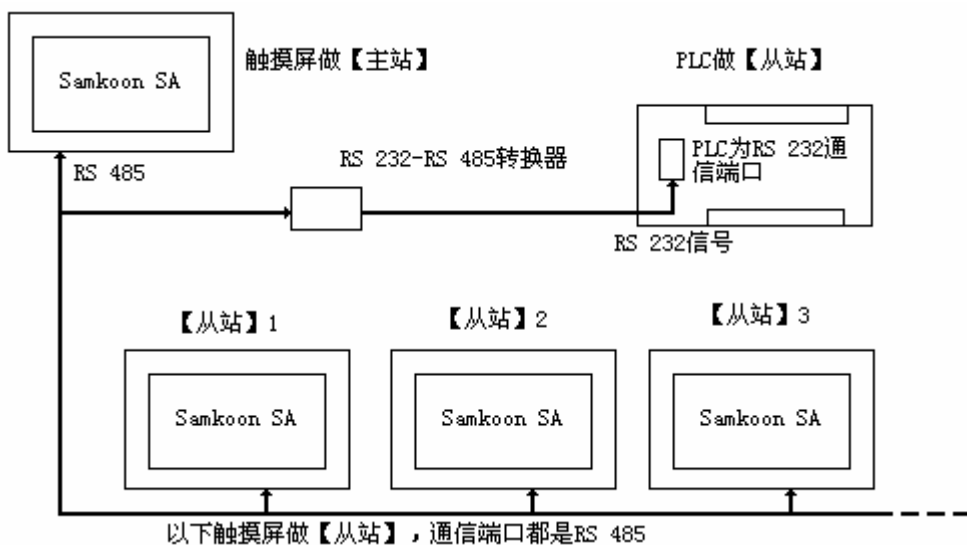 触摸屏做【主站】
PLC做【从站】
Samkoon SA
RS 485
RS 232-RS 485转换器
PLC为RS 232通
信端口
RS 232信号
【从站】1
【从站】2
【从站】3
Samkoon SA
Samkoon SA
Samkoon SA
以下触摸屏做【从站】，通信端口都是RS 485